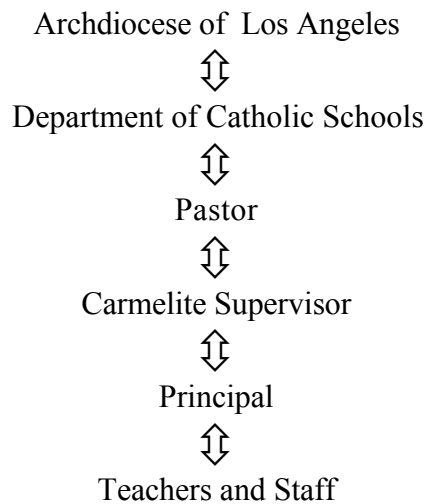 Archdiocese of Los Angeles
Department of Catholic Schools
Pastor
Carmelite Supervisor
Principal
Teachers and Staff